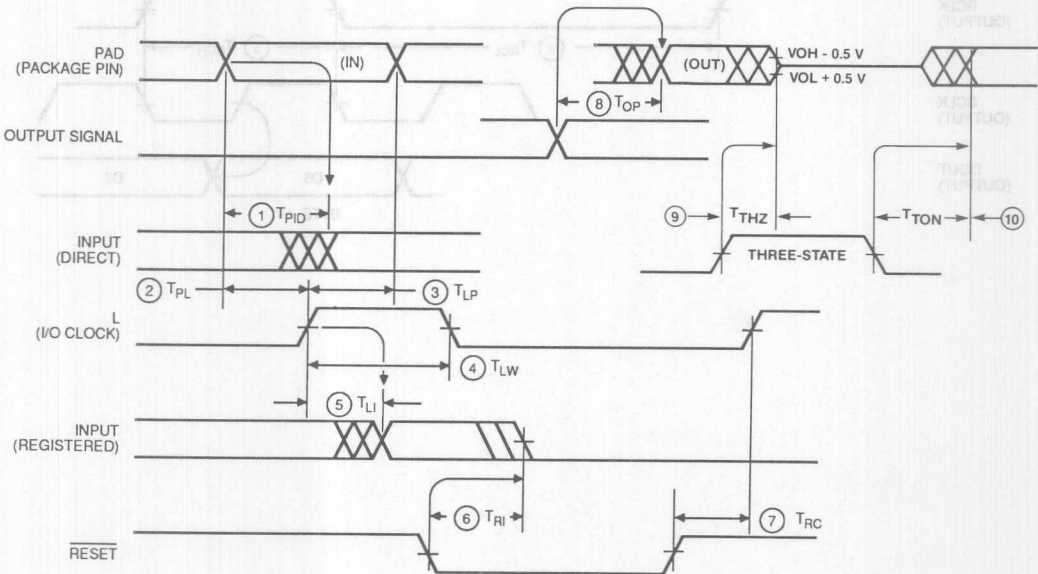 PAD
(PACKAGE PIN)
(IN)
(OUT)
VOH - 0.5 V
VOL + 0.5 V
⑧ TOP
OUTPUT SIGNAL
① TPID
⑨ TTHZ
TTON ⑩
INPUT
(DIRECT)
THREE-STATE
② TPL
③ TLP
L
(I/O CLOCK)
④ TLW
⑤ TLI
INPUT
(REGISTERED)
⑥ TRI
⑦ TRC
RESET